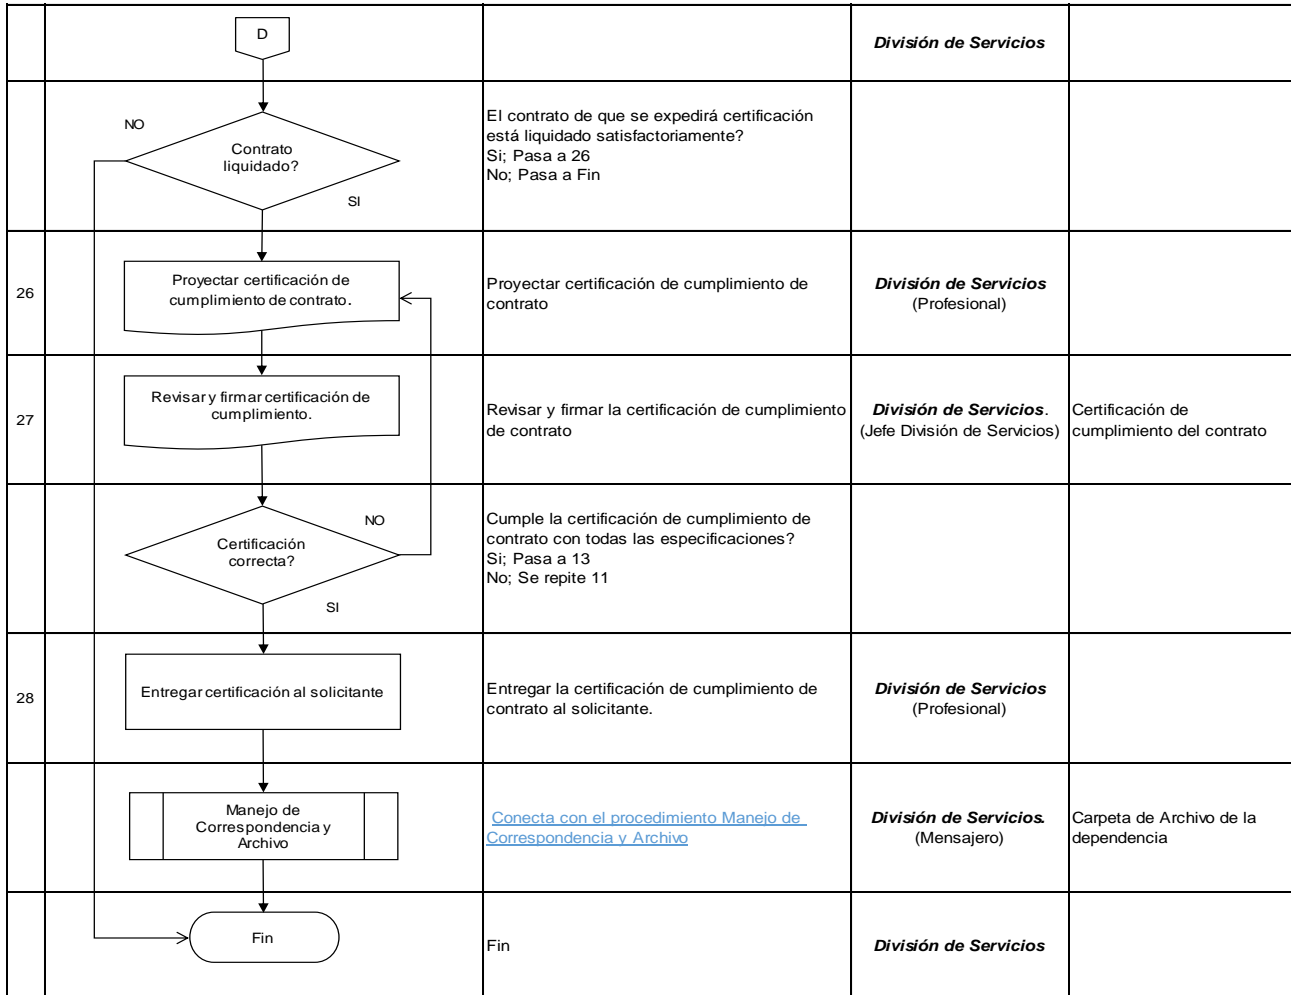 D
División de Servicios
NO
Contrato
liquidado?
SI
El contrato de que se expedirá certificación
está liquidado satisfactoriamente?
Si; Pasa a 26
No; Pasa a Fin
26
Proyectar certificación de
cumplimiento de contrato.
Proyectar certificación de cumplimiento de
contrato
División de Servicios
(Profesional)
27
Revisar y firmar certificación de
cumplimiento.
Revisar y firmar la certificación de cumplimiento
de contrato
División de Servicios.
(Jefe División de Servicios)
Certificación de
cumplimiento del contrato
NO
Certificación
correcta?
SI
Cumple la certificación de cumplimiento de
contrato con todas las especificaciones?
Si; Pasa a 13
No; Se repite 11
28
Entregar certificación al solicitante
Entregar la certificación de cumplimiento de
contrato al solicitante.
División de Servicios
(Profesional)
Manejo de
Correspondencia y
Archivo
Conecta con el procedimiento Manejo de
Correspondencia y Archivo
División de Servicios.
(Mensajero)
Carpeta de Archivo de la
dependencia
Fin
Fin
División de Servicios